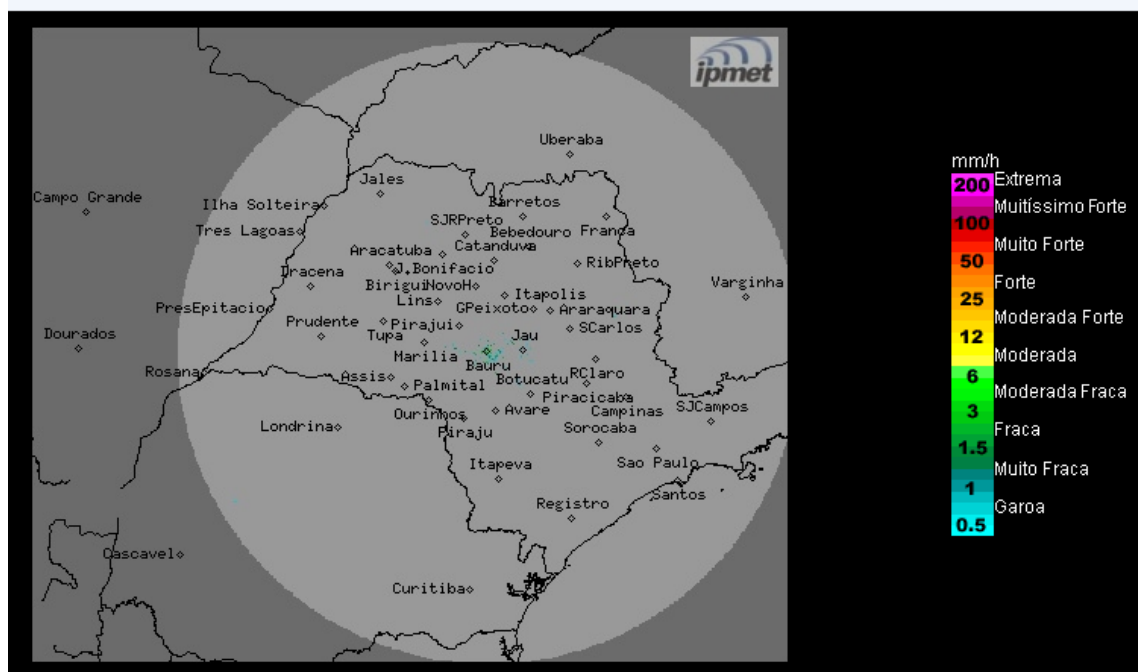 ipmet
Uberaba
Jales
Campo Grande
Ilha Solteira
Barretos
SJRPreto
Tres Lagoas
Bebedouro
Franca
Catanduva
Aracatuba
J.Bonifacio
RibPreto
Dracena
Varginha
Birigui
NovoH
Itapolis
Lins
PresEpitacio
GPeixoto
Araraquara
Prudente
Pirajui
SCarlos
Dourados
Tupa
Jau
Marilia
Bauru
Rosana
RClaro
Assis
Palmital
Botucatu
Piracicaba
SJCampos
Ourinhos
Avare
Campinas
Londrina
Piraju
Sorocaba
Itapeva
Sao Paulo
Santos
Registro
Cascavel
Curitiba
mm/h
200 Extrema
Muitíssimo Forte
100
Muito Forte
50
Forte
25
Moderada Forte
12
Moderada
6
Moderada Fraca
3
Fraca
1.5
Muito Fraca
1
Garoa
0.5